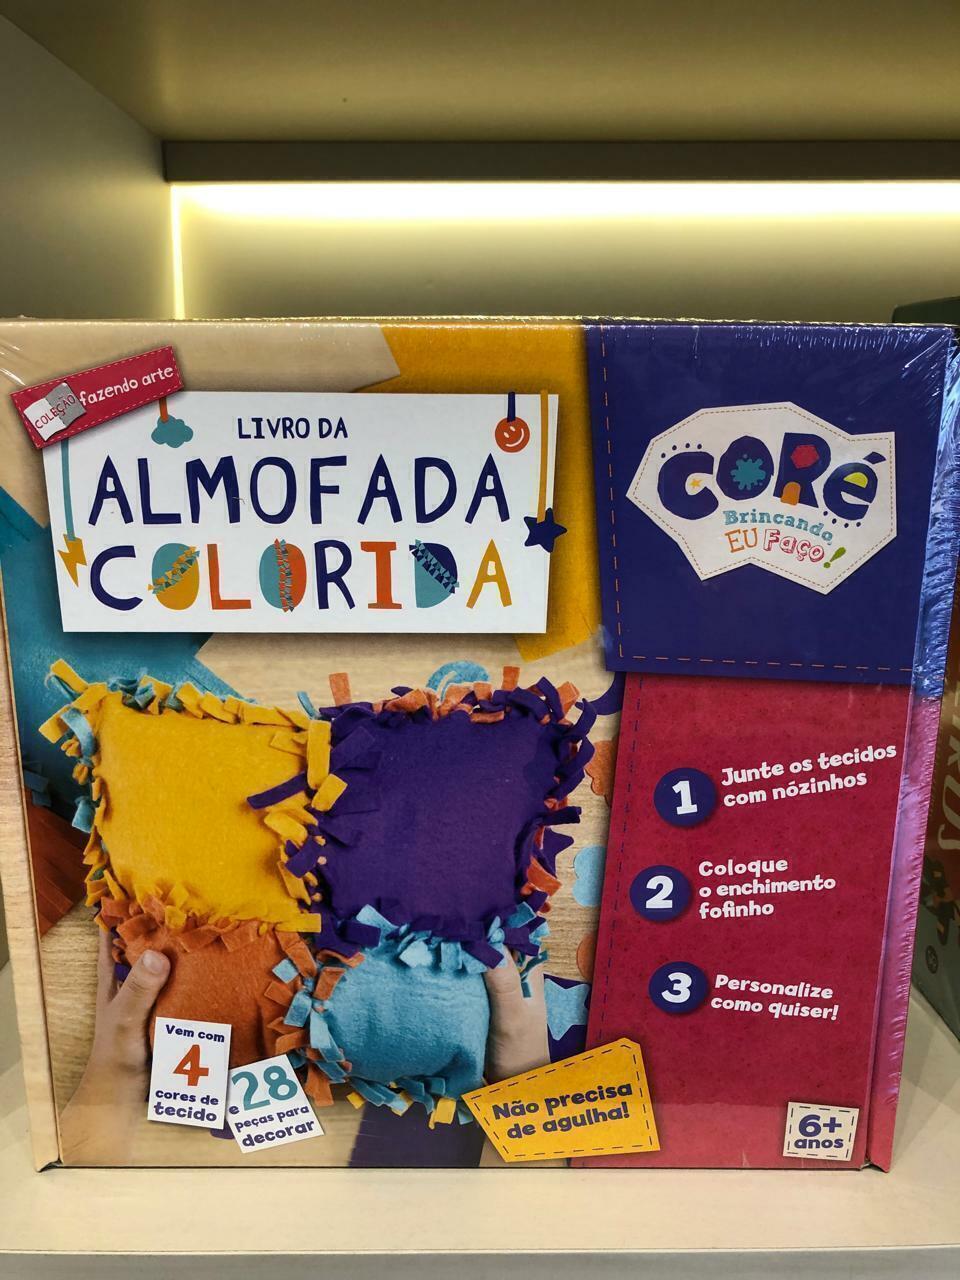 COLEÇÃO fazendo arte
LIVRO DA
ALMOFADA
COLORIDA
CORÉ
Brincando,
EU Faço!
1 Junte os tecidos
com nózinhos
2 Coloque
o enchimento
fofinho
3 Personalize
como quiser!
Vem com
4
cores de
tecido
e 28
peças para
decorar
Não precisa
de agulha!
6+
anos